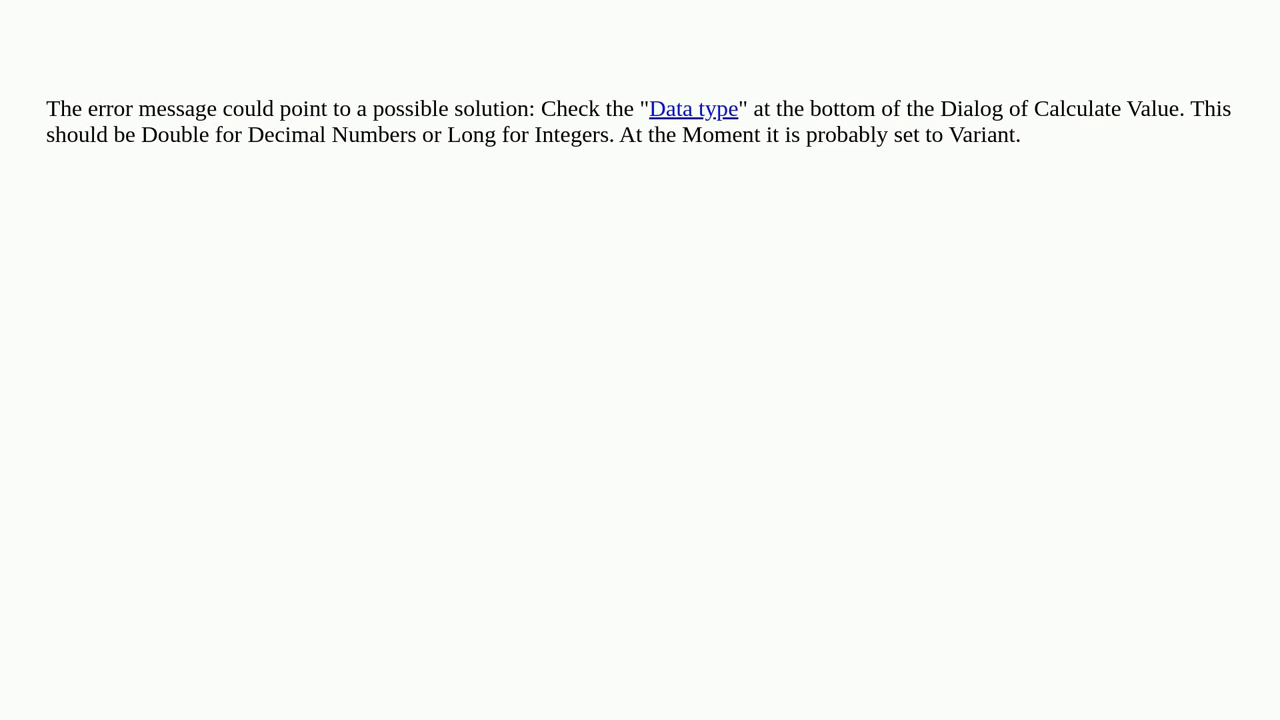 The error message could point to a possible solution: Check the "Data type" at the bottom of the Dialog of Calculate Value. This
should be Double for Decimal Numbers or Long for Integers. At the Moment it is probably set to Variant.